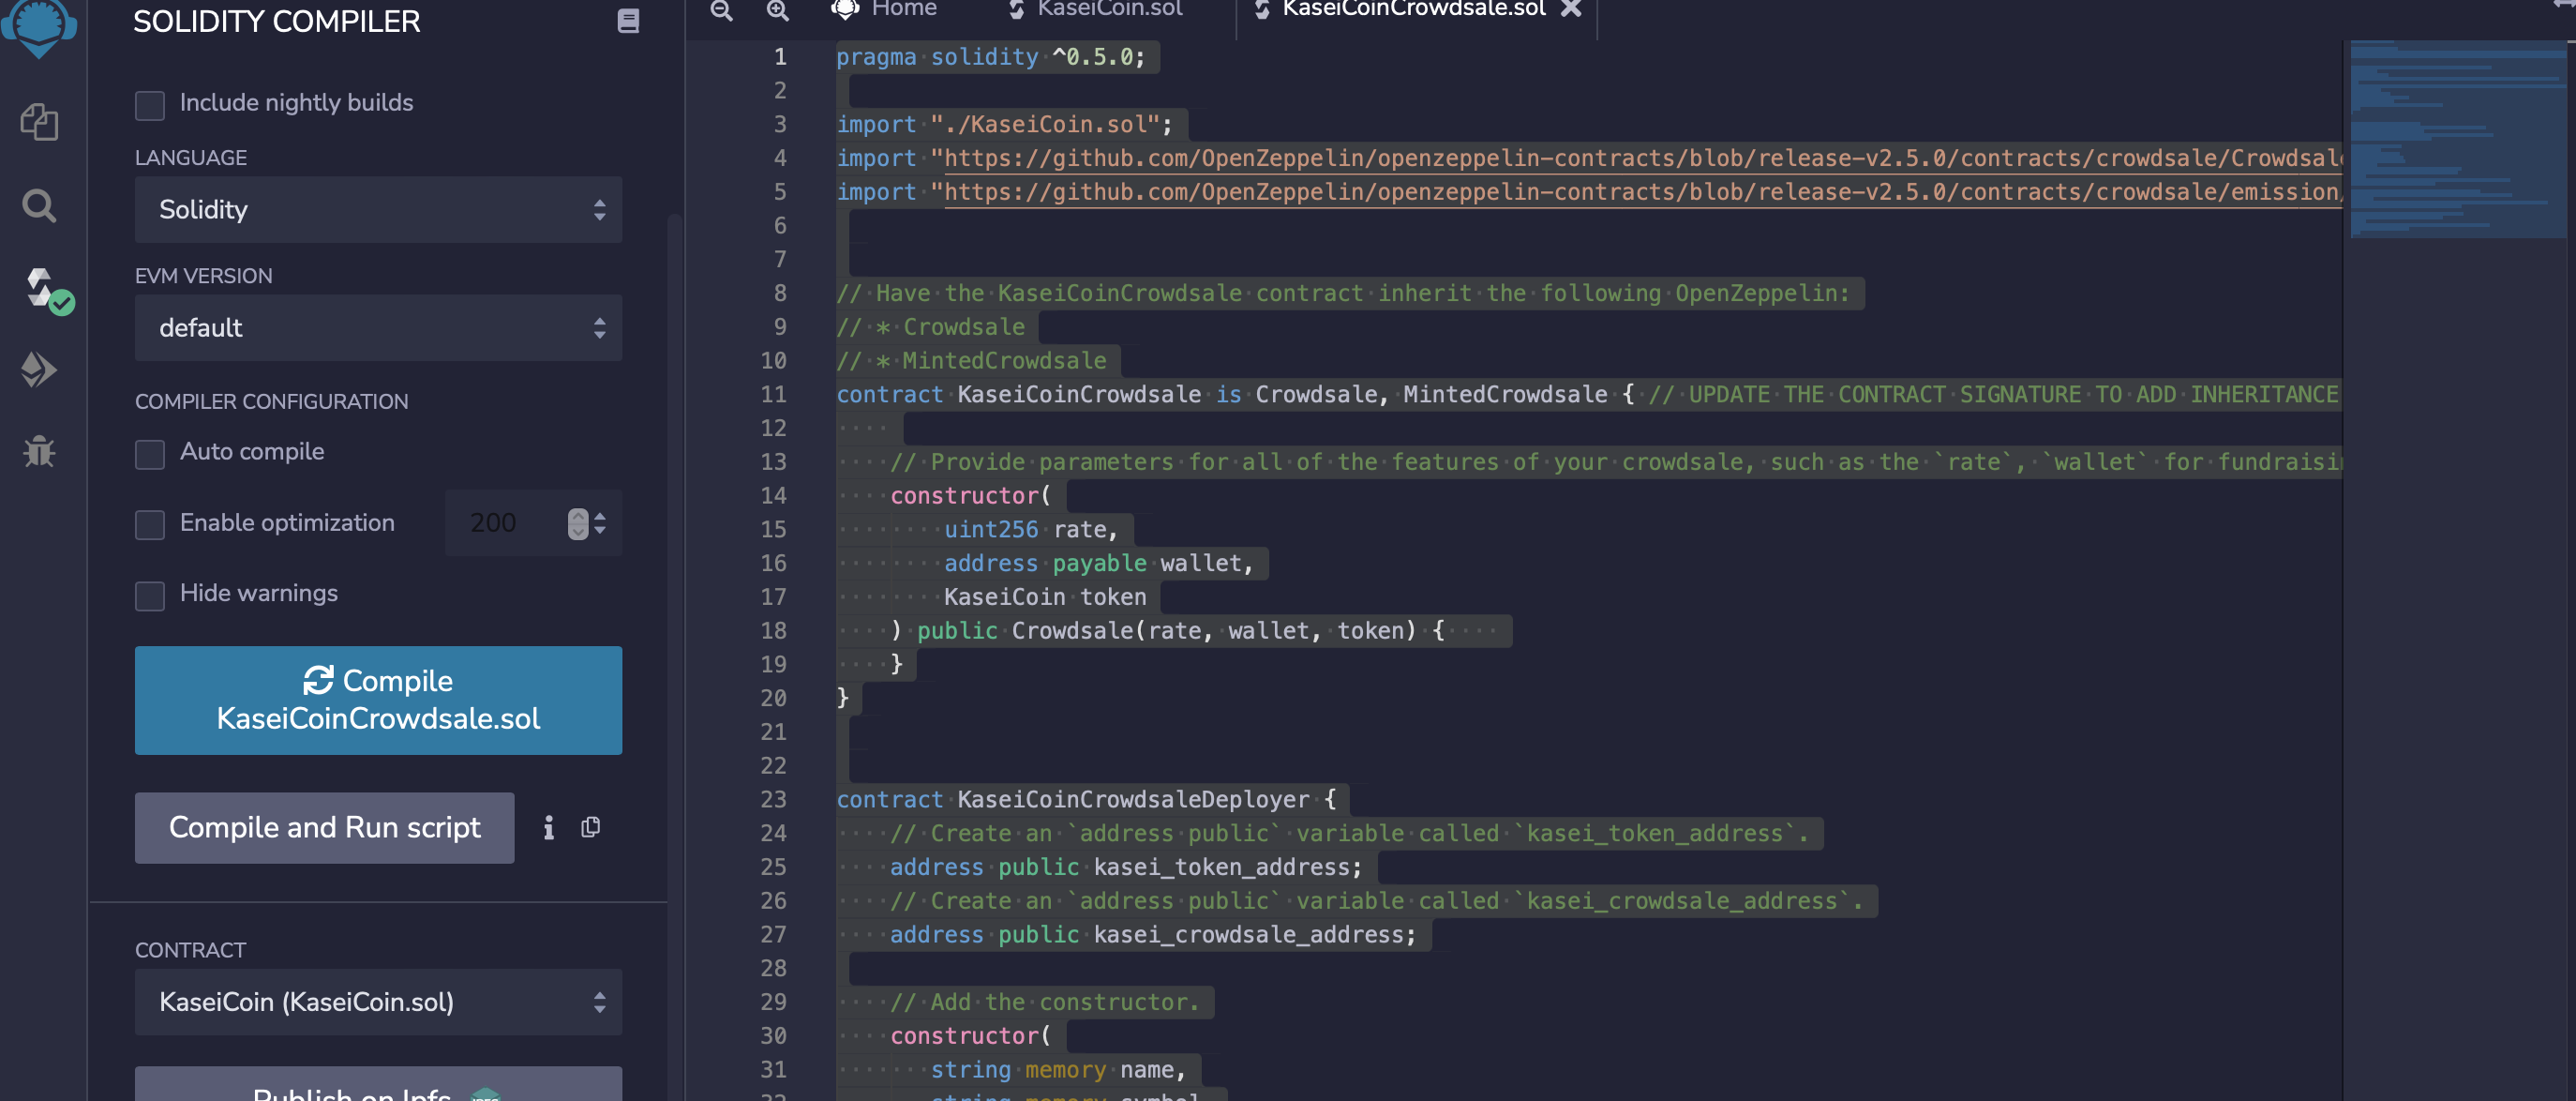 SOLIDITY COMPILER
Include nightly builds
LANGUAGE
Solidity
EVM VERSION
default
COMPILER CONFIGURATION
Auto compile
Enable optimization
200
Hide warnings
Compile
KaseiCoinCrowdsale.sol
Compile and Run script
CONTRACT
KaseiCoin (KaseiCoin.sol)
Publish on Ipfs
Home
KaseiCoin.sol
KaseiCoinCrowdsale.sol
1 pragma solidity ^0.5.0;
2
3 import "./KaseiCoin.sol";
4 import "https://github.com/OpenZeppelin/openzeppelin-contracts/blob/release-v2.5.0/contracts/crowdsale/Crowdsale
5 import "https://github.com/OpenZeppelin/openzeppelin-contracts/blob/release-v2.5.0/contracts/crowdsale/emission/
6
7
8 // Have the KaseiCoinCrowdsale contract inherit the following OpenZeppelin:
9 // * Crowdsale
10 // * MintedCrowdsale
11 contract KaseiCoinCrowdsale is Crowdsale, MintedCrowdsale { // UPDATE THE CONTRACT SIGNATURE TO ADD INHERITANCE
12
13 // Provide parameters for all of the features of your crowdsale, such as the `rate`, `wallet` for fundraisi
14 constructor(
15 uint256 rate,
16 address payable wallet,
17 KaseiCoin token
18 ) public Crowdsale(rate, wallet, token) {
19 }
20 }
21
22
23 contract KaseiCoinCrowdsaleDeployer {
24 // Create an `address public` variable called `kasei_token_address`.
25 address public kasei_token_address;
26 // Create an `address public` variable called `kasei_crowdsale_address`.
27 address public kasei_crowdsale_address;
28
29 // Add the constructor.
30 constructor(
31 string memory name,
32 string memory symbol